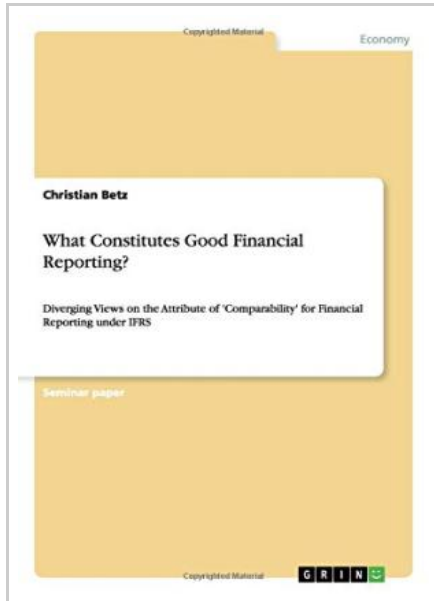 Copyrighted Material
Economy
Christian Betz
What Constitutes Good Financial
Reporting?
Diverging Views on the Attribute of 'Comparability' for Financial
Reporting under IFRS
Seminar paper
Copyrighted Material
GRIN